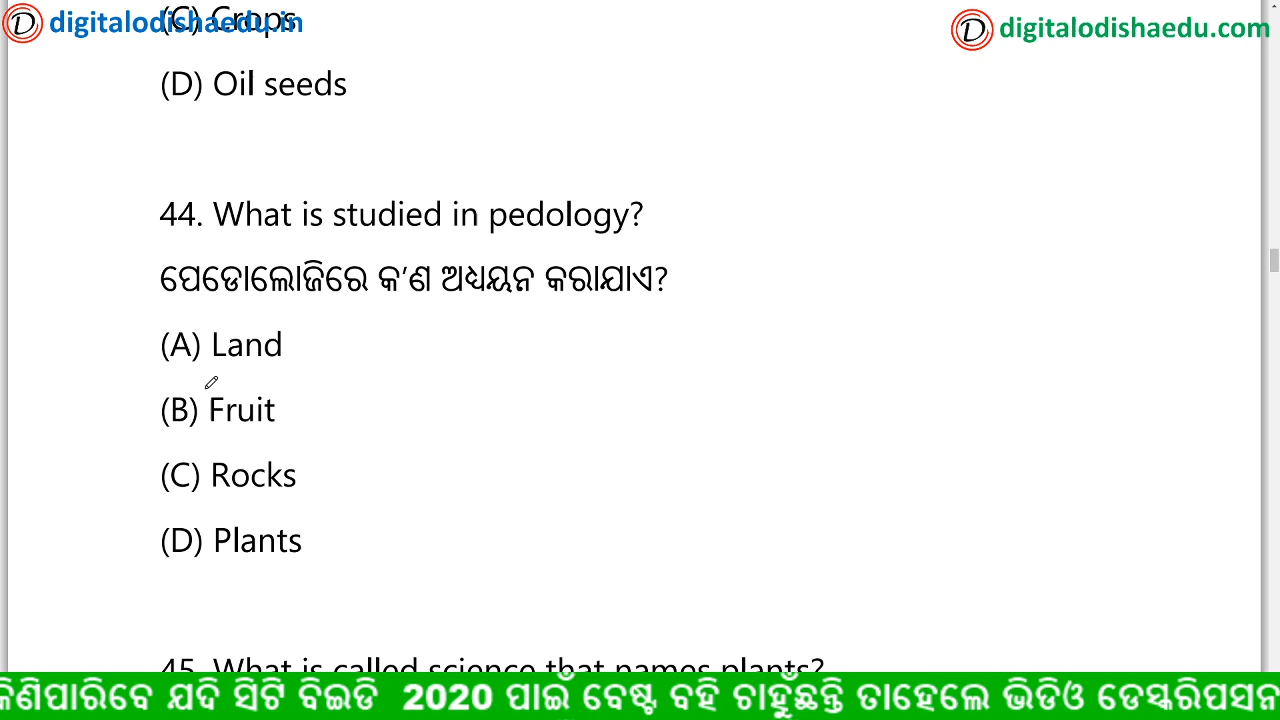 (C) Crops
digitalodishaedu.in
digitalodishaedu.com
(D) Oil seeds
44. What is studied in pedology?
ପେଡୋଲୋଜିରେ କ'ଣ ଅଧ୍ୟୟନ କରାଯାଏ?
(A) Land
(B) Fruit
(C) Rocks
(D) Plants
45. What is called science that names plants?
କିଣିପାରିବେ ଯଦି ସିଟି ବିଇଡି 2020 ପାଇଁ ବେଷ୍ଟ ବହି ଚାହୁଁଛନ୍ତି ତାହେଲେ ଭିଡିଓ ଡେସ୍କରିପସନ